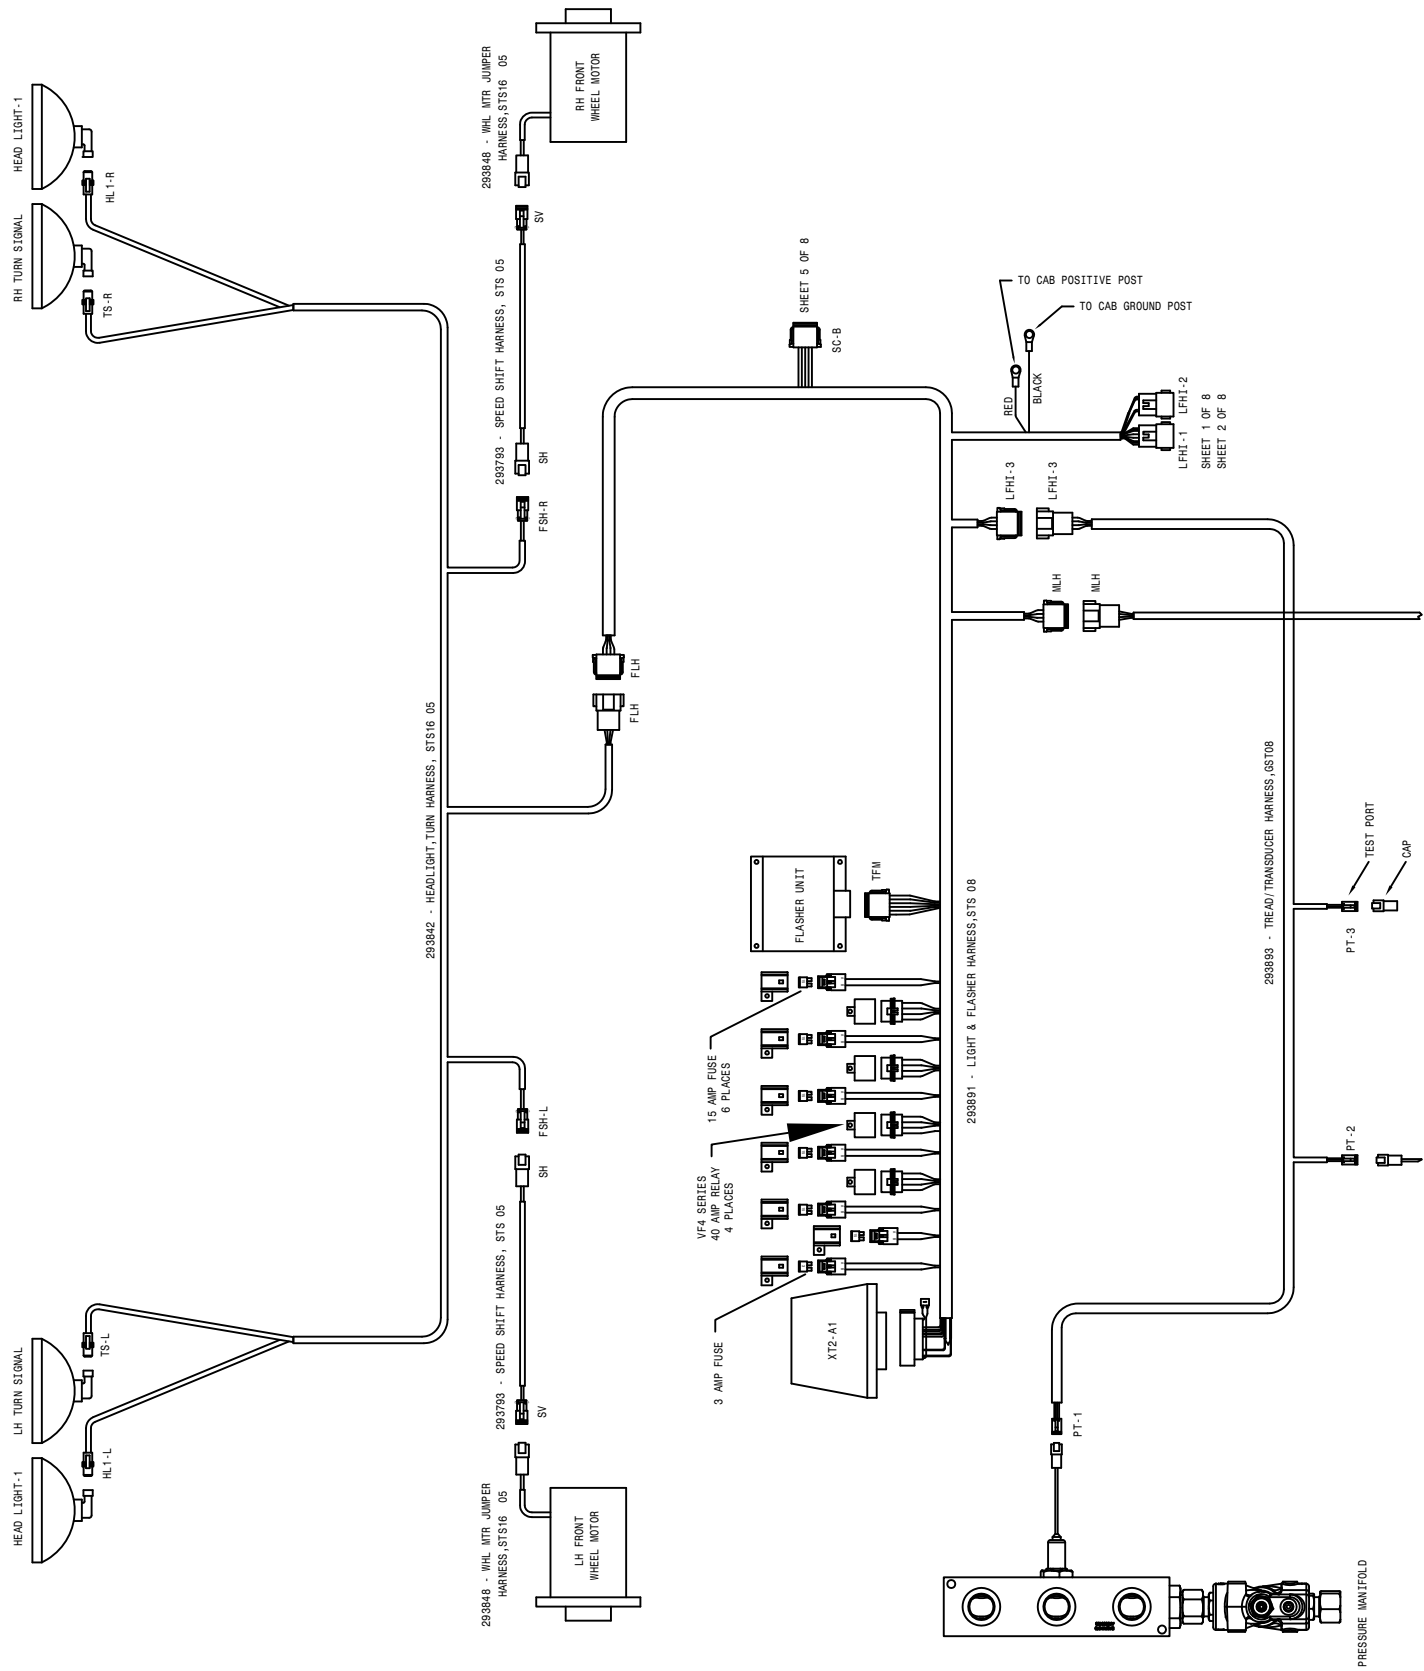 HEAD LIGHT-1
HL1-R
RH TURN SIGNAL
TS-R
293848 - WHL MTR JUMPER
HARNESS,STS16 05
RH FRONT
WHEEL MOTOR
SV
293793 - SPEED SHIFT HARNESS, STS 05
SH
FSH-R
293842 - HEADLIGHT,TURN HARNESS, STS16 05
FLH
FLH
SHEET 5 OF 8
SC-B
TO CAB POSITIVE POST
TO CAB GROUND POST
RED
BLACK
LFHI-1 LFHI-2
SHEET 1 OF 8
SHEET 2 OF 8
LFHI-3
LFHI-3
MLH
MLH
FLASHER UNIT
TFM
15 AMP FUSE
6 PLACES
VF4 SERIES
40 AMP RELAY
4 PLACES
3 AMP FUSE
XT2-A1
293891 - LIGHT & FLASHER HARNESS,STS 08
293893 - TREAD/TRANSDUCER HARNESS,GST08
TEST PORT
CAP
PT-3
PT-2
PT-1
PRESSURE MANIFOLD
FSH-L
SH
293793 - SPEED SHIFT HARNESS, STS 05
SV
293848 - WHL MTR JUMPER
HARNESS,STS16 05
LH FRONT
WHEEL MOTOR
TS-L
LH TURN SIGNAL
HL1-L
HEAD LIGHT-1